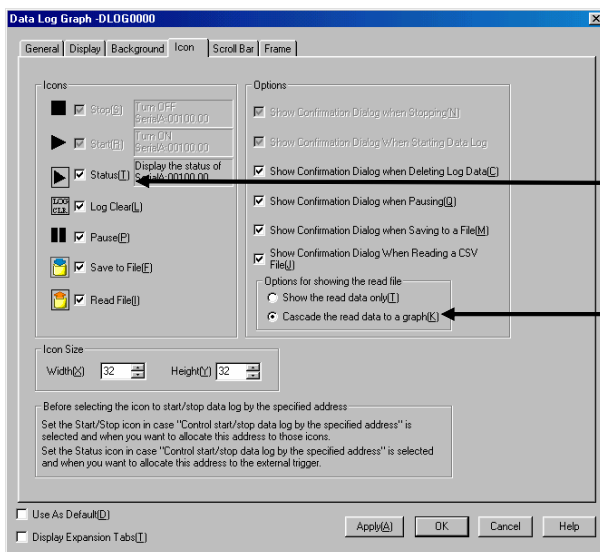 Data Log Graph -DLOG0000
General Display Background Icon Scroll Bar Frame
Icons
Stop(S)
Turn OFF
SerialA:00100.00
Start(R)
Turn ON
SerialA:00100.00
Status(T)
Display the status of
SerialA:00100.00
LOG
CLR.
Log Clear(L)
Pause(P)
Save to File(F)
Read File(I)
Options
Show Confirmation Dialog when Stopping(N)
Show Confirmation Dialog When Starting Data Log
Show Confirmation Dialog when Deleting Log Data(C)
Show Confirmation Dialog when Pausing(Q)
Show Confirmation Dialog when Saving to a File(M)
Show Confirmation Dialog When Reading a CSV
File(J)
Options for showing the read file
Show the read data only(T)
Cascade the read data to a graph(K)
Icon Size
Width(X) 32 Height(Y) 32
Before selecting the icon to start/stop data log by the specified address
Set the Start/Stop icon in case "Control start/stop data log by the specified address" is
selected and when you want to allocate this address to those icons.
Set the Status icon in case "Control start/stop data log by the specified address" is selected
and when you want to allocate this address to the external trigger.
Use As Default(D)
Display Expansion Tabs(T)
Apply(A) OK Cancel Help